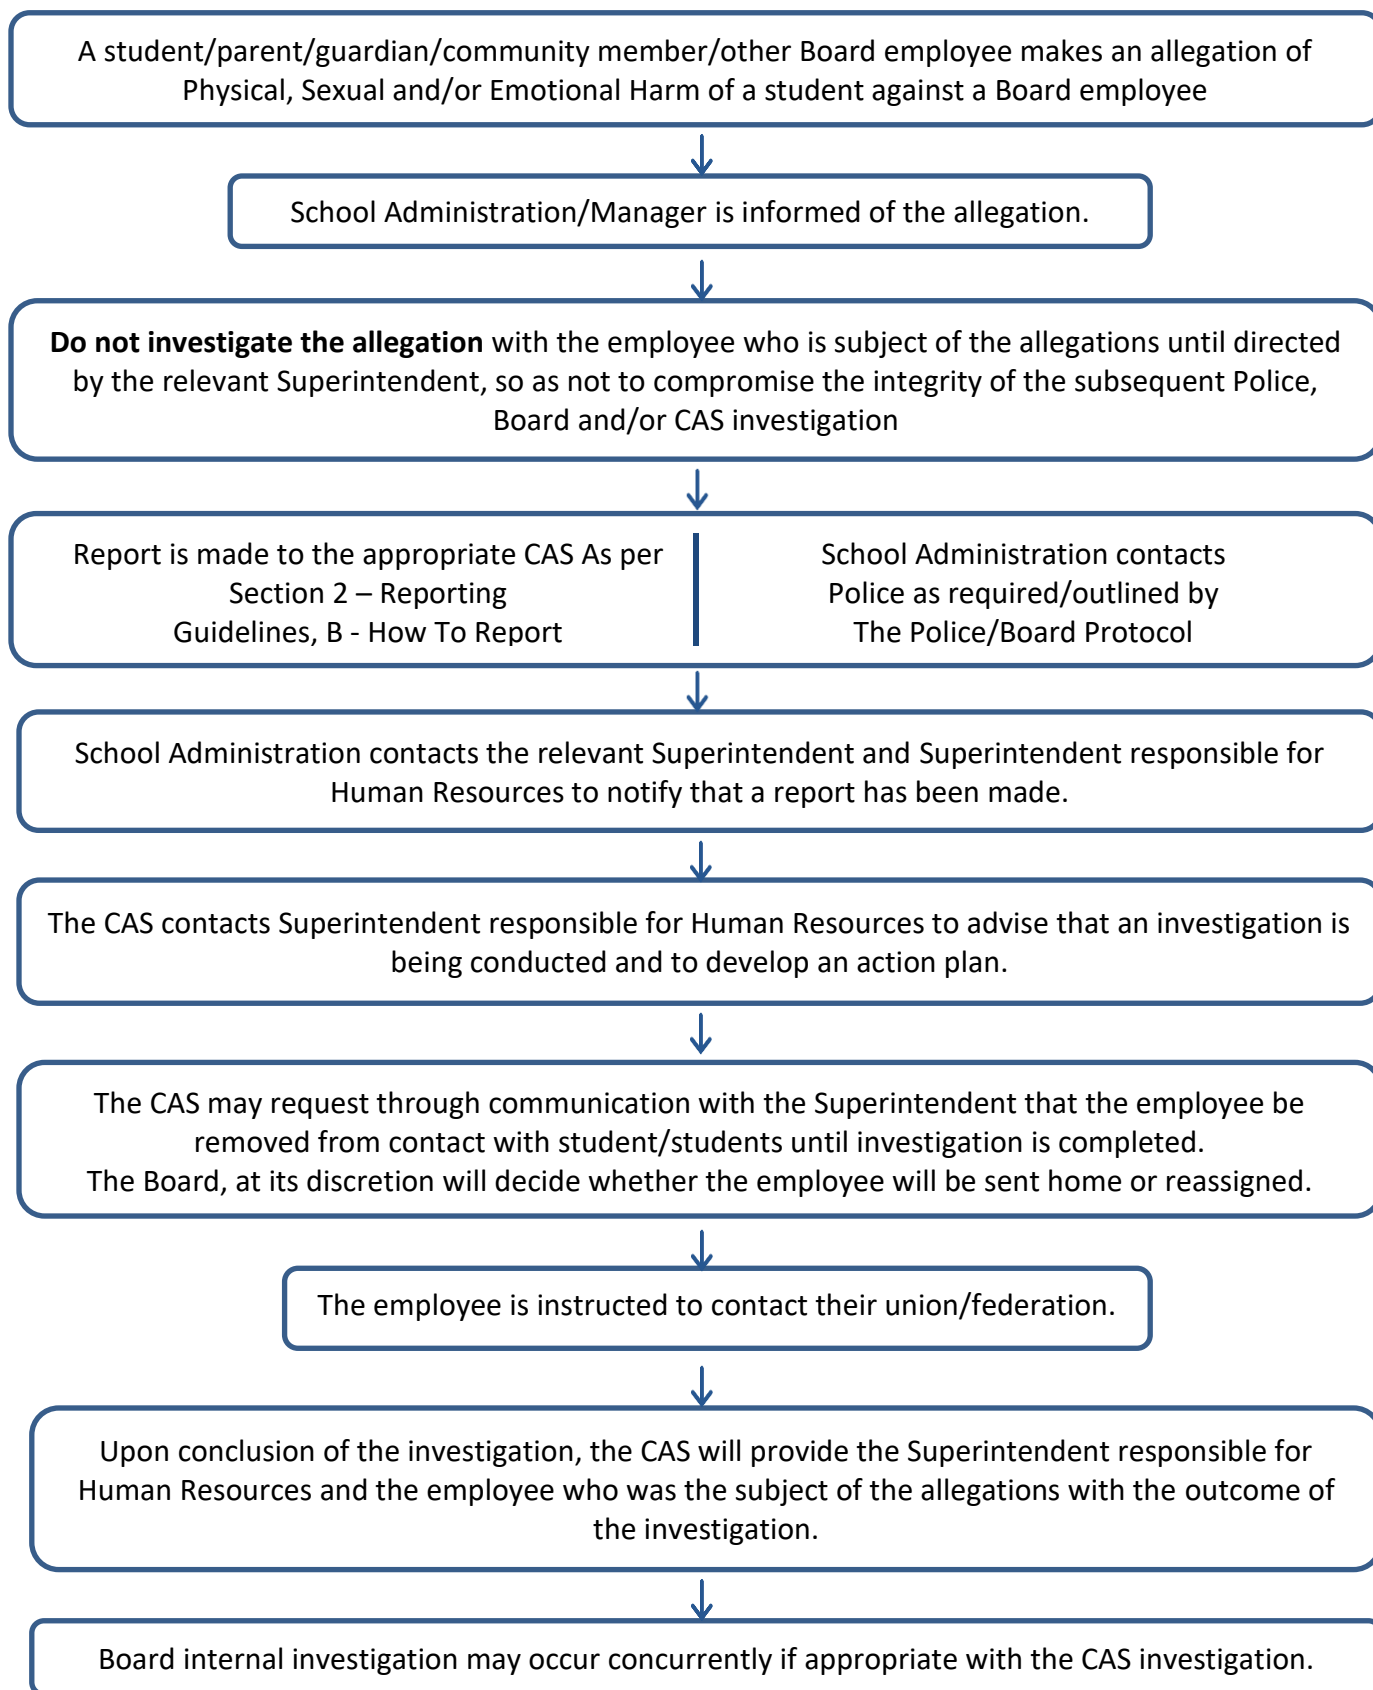 A student/parent/guardian/community member/other Board employee makes an allegation of
Physical, Sexual and/or Emotional Harm of a student against a Board employee
School Administration/Manager is informed of the allegation.
Do not investigate the allegation with the employee who is subject of the allegations until directed
by the relevant Superintendent, so as not to compromise the integrity of the subsequent Police,
Board and/or CAS investigation
Report is made to the appropriate CAS As per
Section 2 – Reporting
Guidelines, B - How To Report
School Administration contacts
Police as required/outlined by
The Police/Board Protocol
School Administration contacts the relevant Superintendent and Superintendent responsible for
Human Resources to notify that a report has been made.
The CAS contacts Superintendent responsible for Human Resources to advise that an investigation is
being conducted and to develop an action plan.
The CAS may request through communication with the Superintendent that the employee be
removed from contact with student/students until investigation is completed.
The Board, at its discretion will decide whether the employee will be sent home or reassigned.
The employee is instructed to contact their union/federation.
Upon conclusion of the investigation, the CAS will provide the Superintendent responsible for
Human Resources and the employee who was the subject of the allegations with the outcome of
the investigation.
Board internal investigation may occur concurrently if appropriate with the CAS investigation.